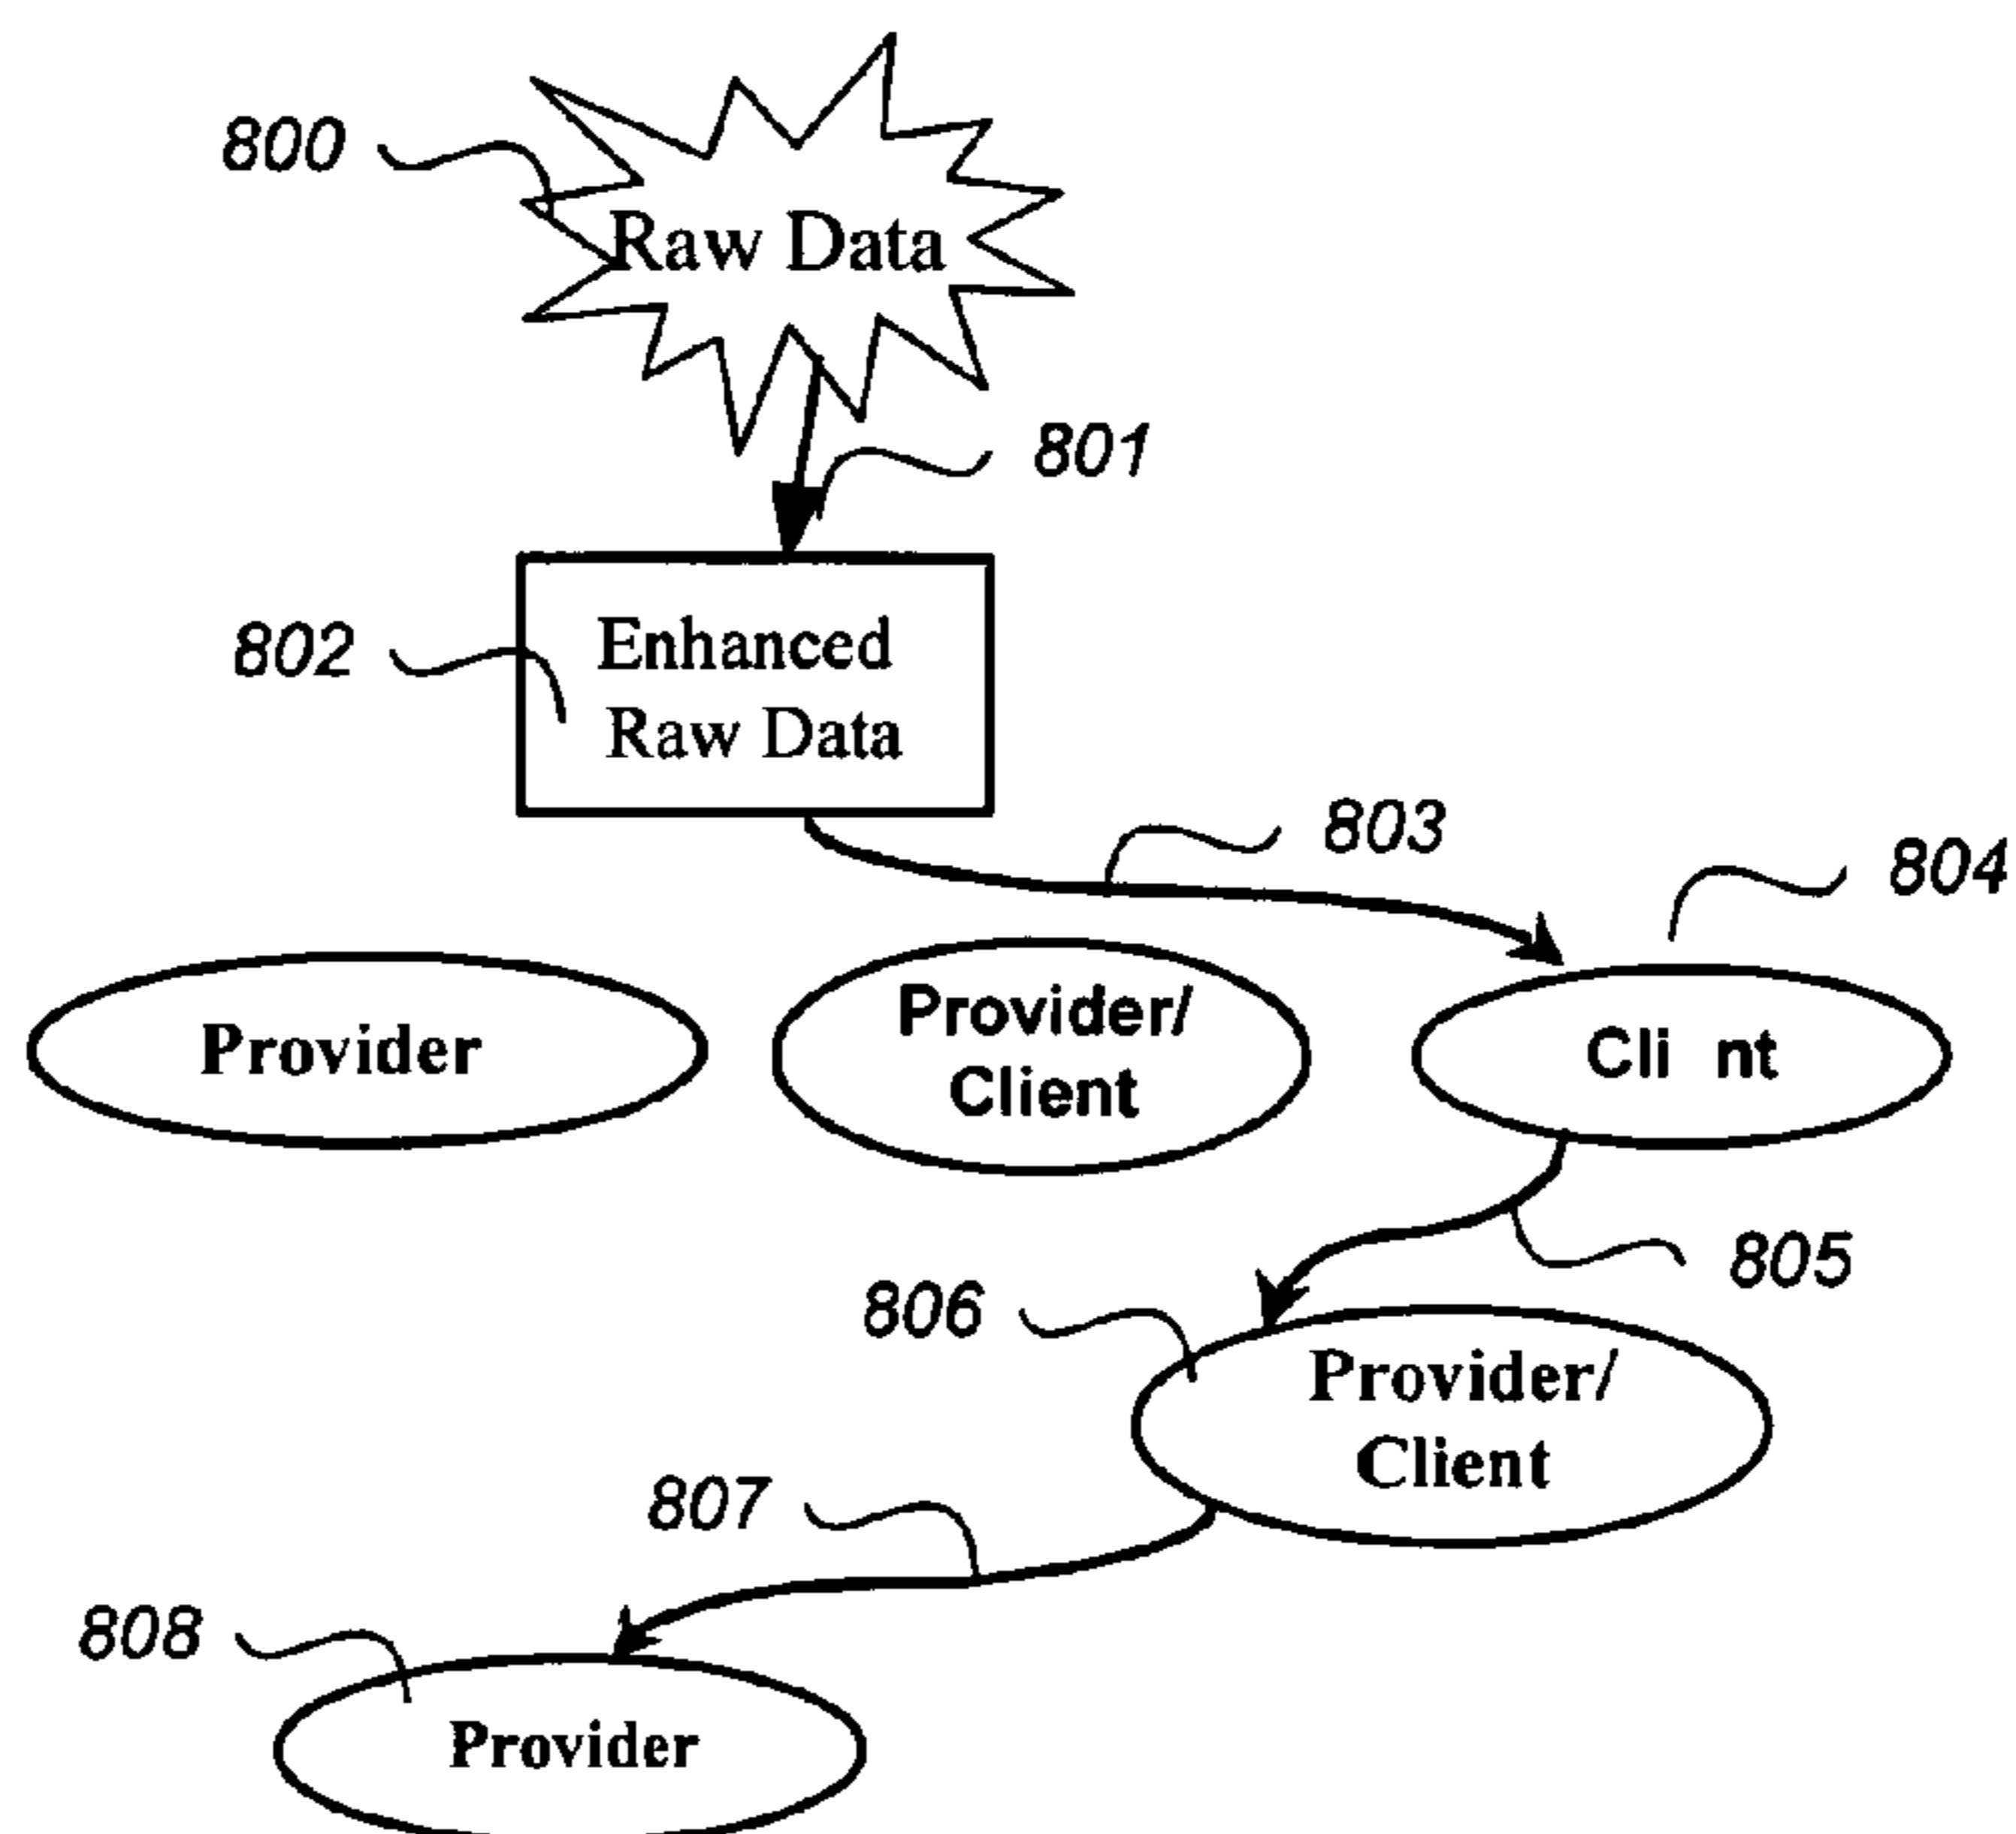 800
Raw Data
801
802
Enhanced
Raw Data
803
804
Provider
Provider/
Client
Cli nt
805
806
Provider/
Client
807
808
Provider